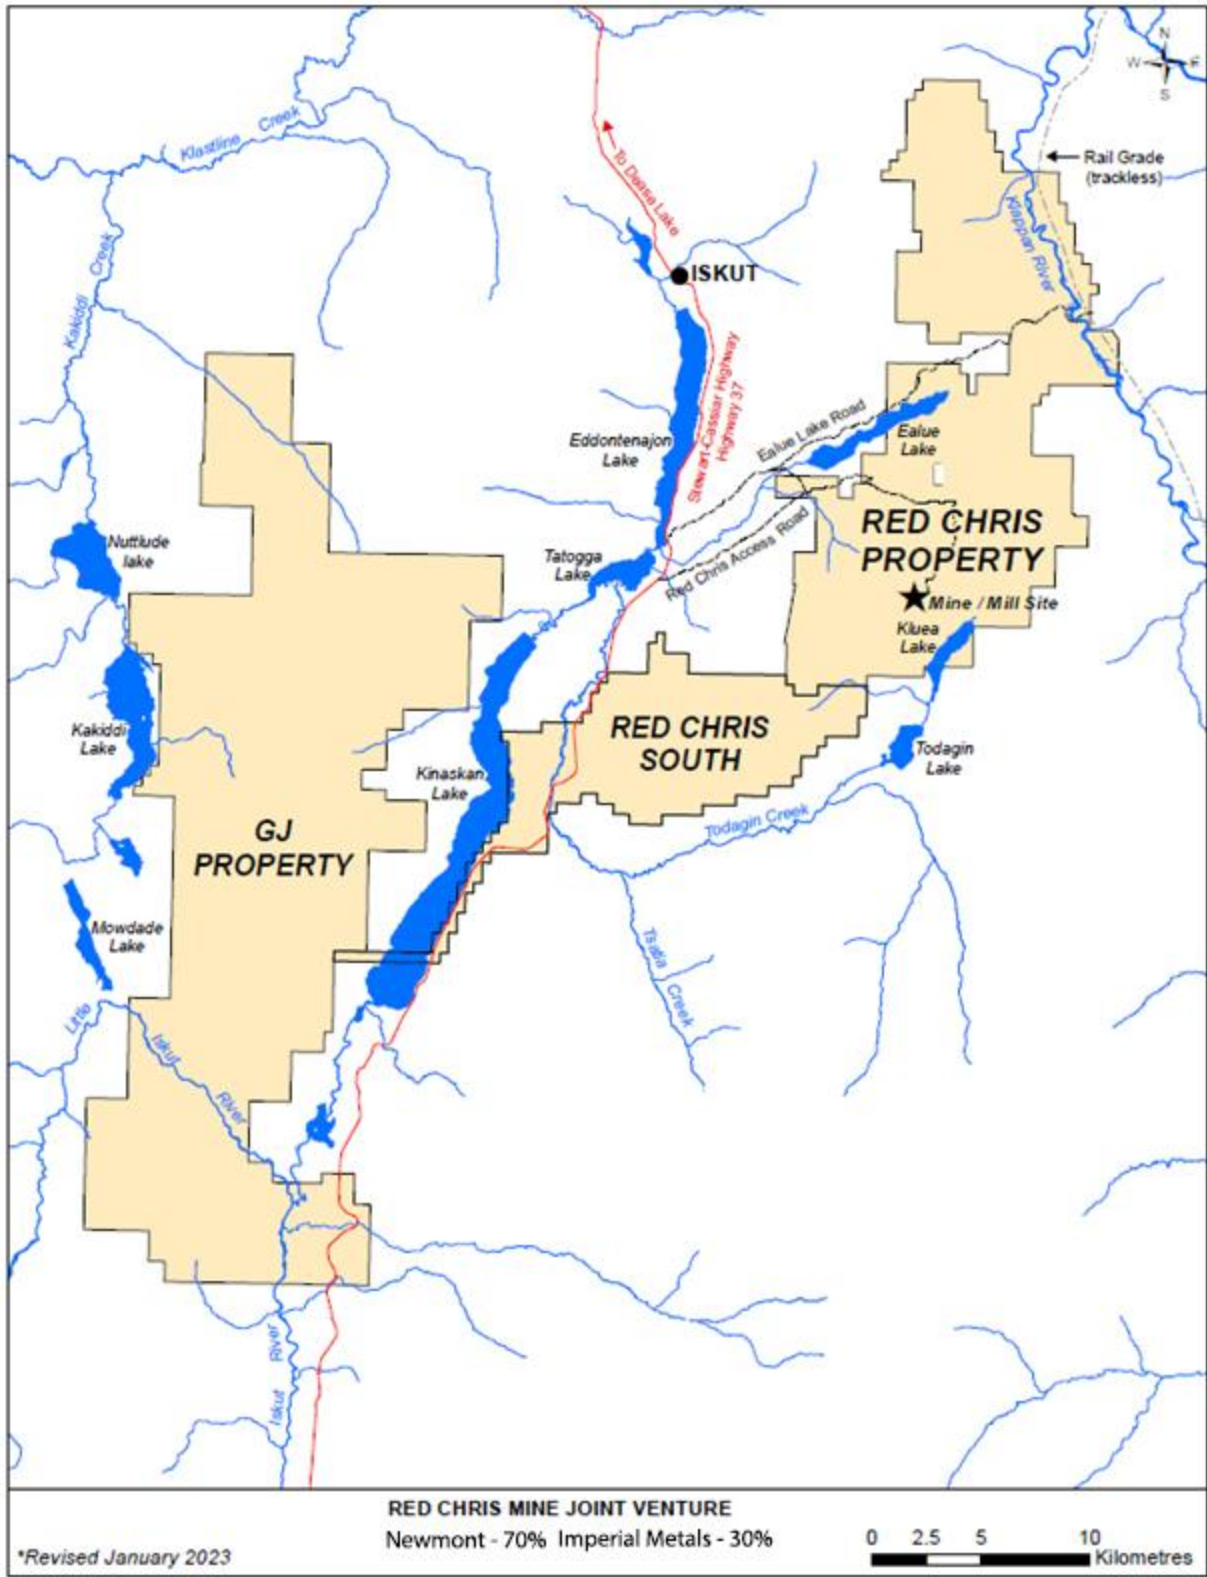 N
W E
S
Klastline Creek
Rail Grade
(trackless)
To Dease Lake
Klappan River
Kakiddi Creek
ISKUT
Stewart-Cassiar Highway
Highway 37
Ealue Lake Road
Ealue
Lake
Eddontenajon
Lake
RED CHRIS
PROPERTY
Nuttlude
lake
Tatogga
Lake
Red Chris Access Road
Mine / Mill Site
Kluea
Lake
Kakiddi
Lake
Kinaskan
Lake
RED CHRIS
SOUTH
Todagin
Lake
Todagin Creek
GJ
PROPERTY
Mowdade
Lake
Tsatia Creek
Little Iskut River
Iskut River
RED CHRIS MINE JOINT VENTURE
Newmont - 70% Imperial Metals - 30%
*Revised January 2023
0 2.5 5 10
Kilometres